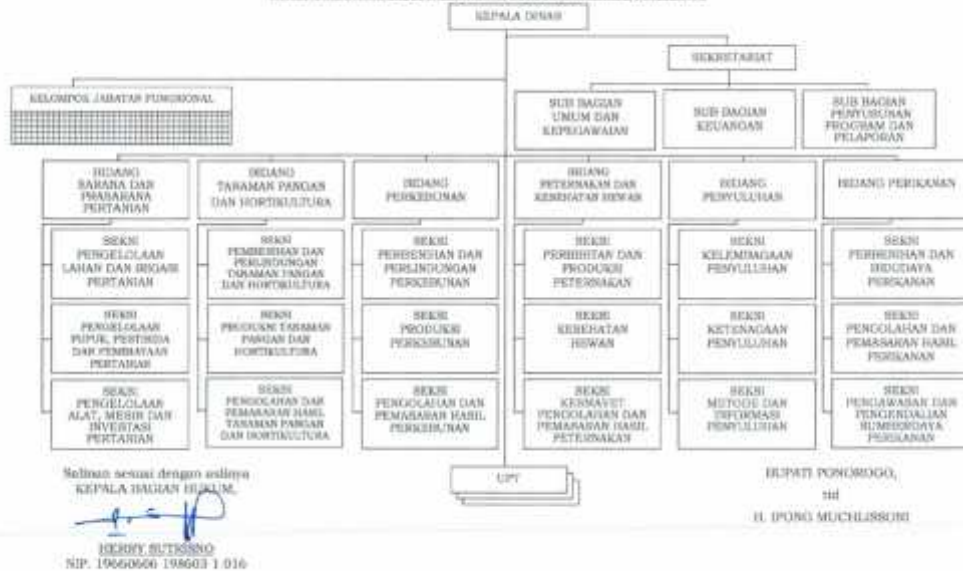 KEPALA DINAS
SEKRETARIAT
KELOMPOK JABATAN FUNGSIONAL
SUB BAGIAN
UMUM DAN
KEPEGAWAIAN
SUB BAGIAN
KEUANGAN
SUB BAGIAN
PENYUSUNAN
PROGRAM DAN
PELAPORAN
BIDANG
SARANA DAN
PRASARANA
PERTANIAN
BIDANG
TANAMAN PANGAN
DAN HORTIKULTURA
BIDANG
PERKEBUNAN
BIDANG
PETERNAKAN DAN
KESEHATAN HEWAN
BIDANG
PENYULUHAN
BIDANG PERIKANAN
SEKSI
PENGELOLAAN
LAHAN DAN IRIGASI
PERTANIAN
SEKSI
PEMBENIHAN DAN
PERLINDUNGAN
TANAMAN PANGAN
DAN HORTIKULTURA
SEKSI
PERBENIHAN DAN
PERLINDUNGAN
PERKEBUNAN
SEKSI
PERBIBITAN DAN
PRODUKSI
PETERNAKAN
SEKSI
KELEMBAGAAN
PENYULUHAN
SEKSI
PERBENIHAN DAN
BUDIDAYA
PERIKANAN
SEKSI
PENGELOLAAN
PUPUK, PESTISIDA
DAN PEMBIAYAAN
PERTANIAN
SEKSI
PRODUKSI TANAMAN
PANGAN DAN
HORTIKULTURA
SEKSI
PRODUKSI
PERKEBUNAN
SEKSI
KESEHATAN
HEWAN
SEKSI
KETENAGAAN
PENYULUHAN
SEKSI
PENGOLAHAN DAN
PEMASARAN HASIL
PERIKANAN
SEKSI
PENGELOLAAN
ALAT, MESIN DAN
INVESTASI
PERTANIAN
SEKSI
PENGOLAHAN DAN
PEMASARAN HASIL
TANAMAN PANGAN
DAN HORTIKULTURA
SEKSI
PENGOLAHAN DAN
PEMASARAN HASIL
PERKEBUNAN
SEKSI
KESMAVET
PENGOLAHAN DAN
PEMASARAN HASIL
PETERNAKAN
SEKSI
METODE DAN
INFORMASI
PENYULUHAN
SEKSI
PENGAWASAN DAN
PENGENDALIAN
SUMBERDAYA
PERIKANAN
UPT
Salinan sesuai dengan aslinya
KEPALA BAGIAN HUKUM,
HERRY SUTRISNO
NIP. 19660606 198603 1 016
BUPATI PONOROGO,
ttd
H. IPONG MUCHLISSONI